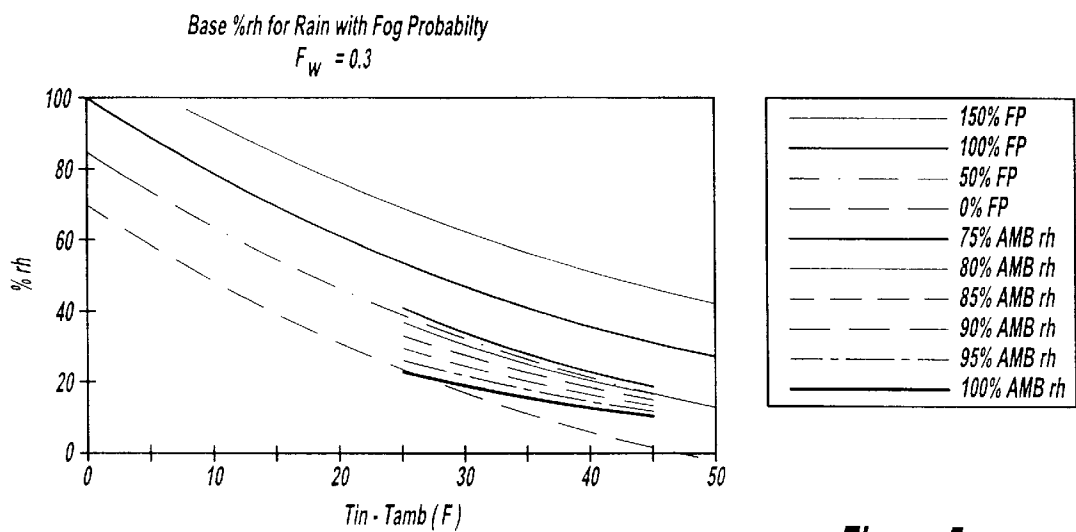 Base %rh for Rain with Fog Probabilty
F w = 0.3
100
80
60
40
20
0
% rh
0 10 20 30 40 50
Tin - Tamb ( F )
150% FP
100% FP
50% FP
0% FP
75% AMB rh
80% AMB rh
85% AMB rh
90% AMB rh
95% AMB rh
100% AMB rh